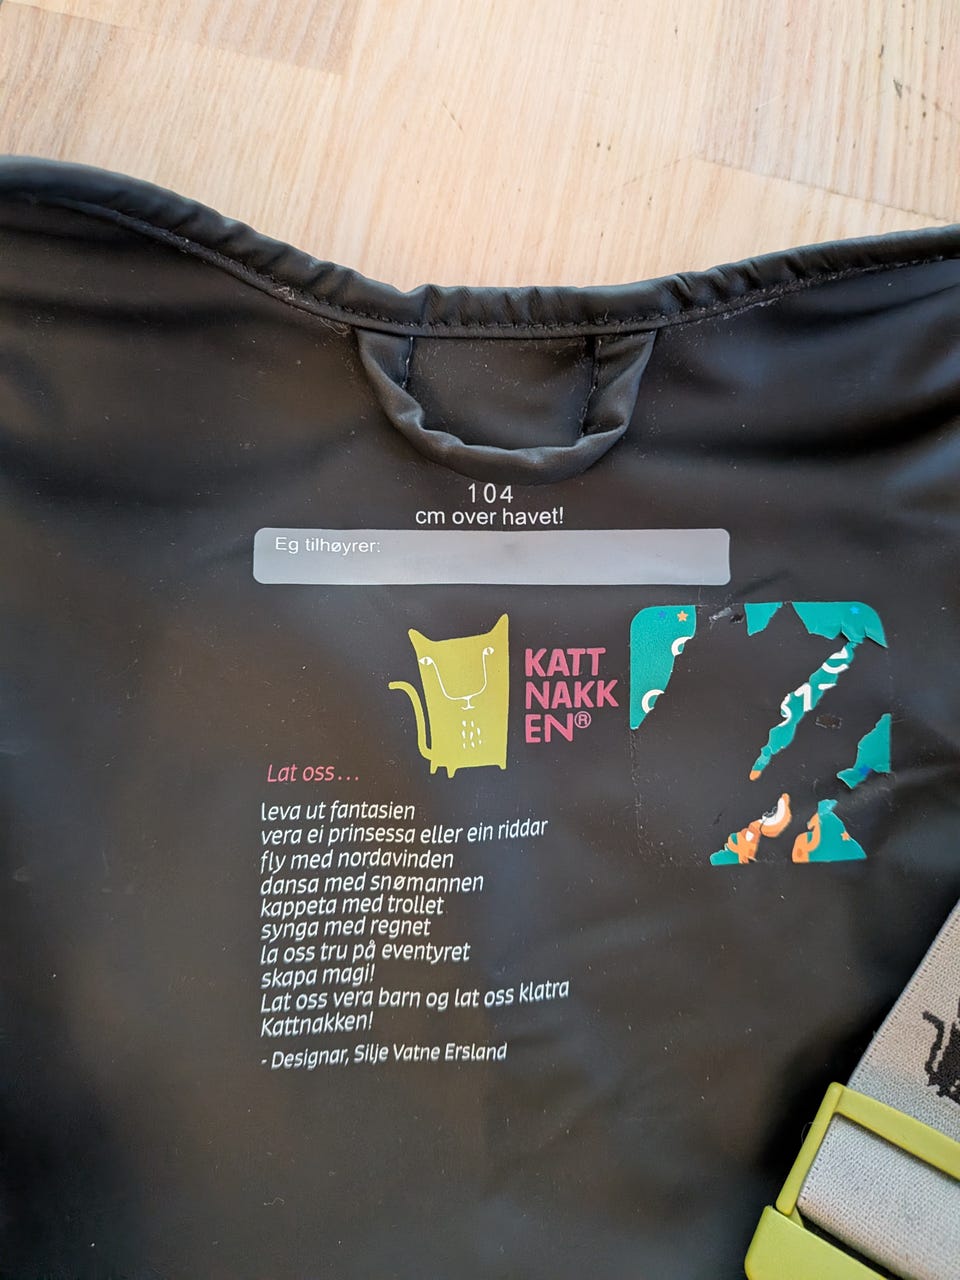 104
cm over havet!
Eg tilhøyrer:
KATT
NAKK
EN®
Lat oss...
leva ut fantasien
vera ei prinsessa eller ein riddar
fly med nordavinden
dansa med snømannen
kappeta med trollet
synga med regnet
la oss tru på eventyret
skapa magi!
Lat oss vera barn og lat oss klatra
Kattnakken!
- Designar, Silje Vatne Ersland